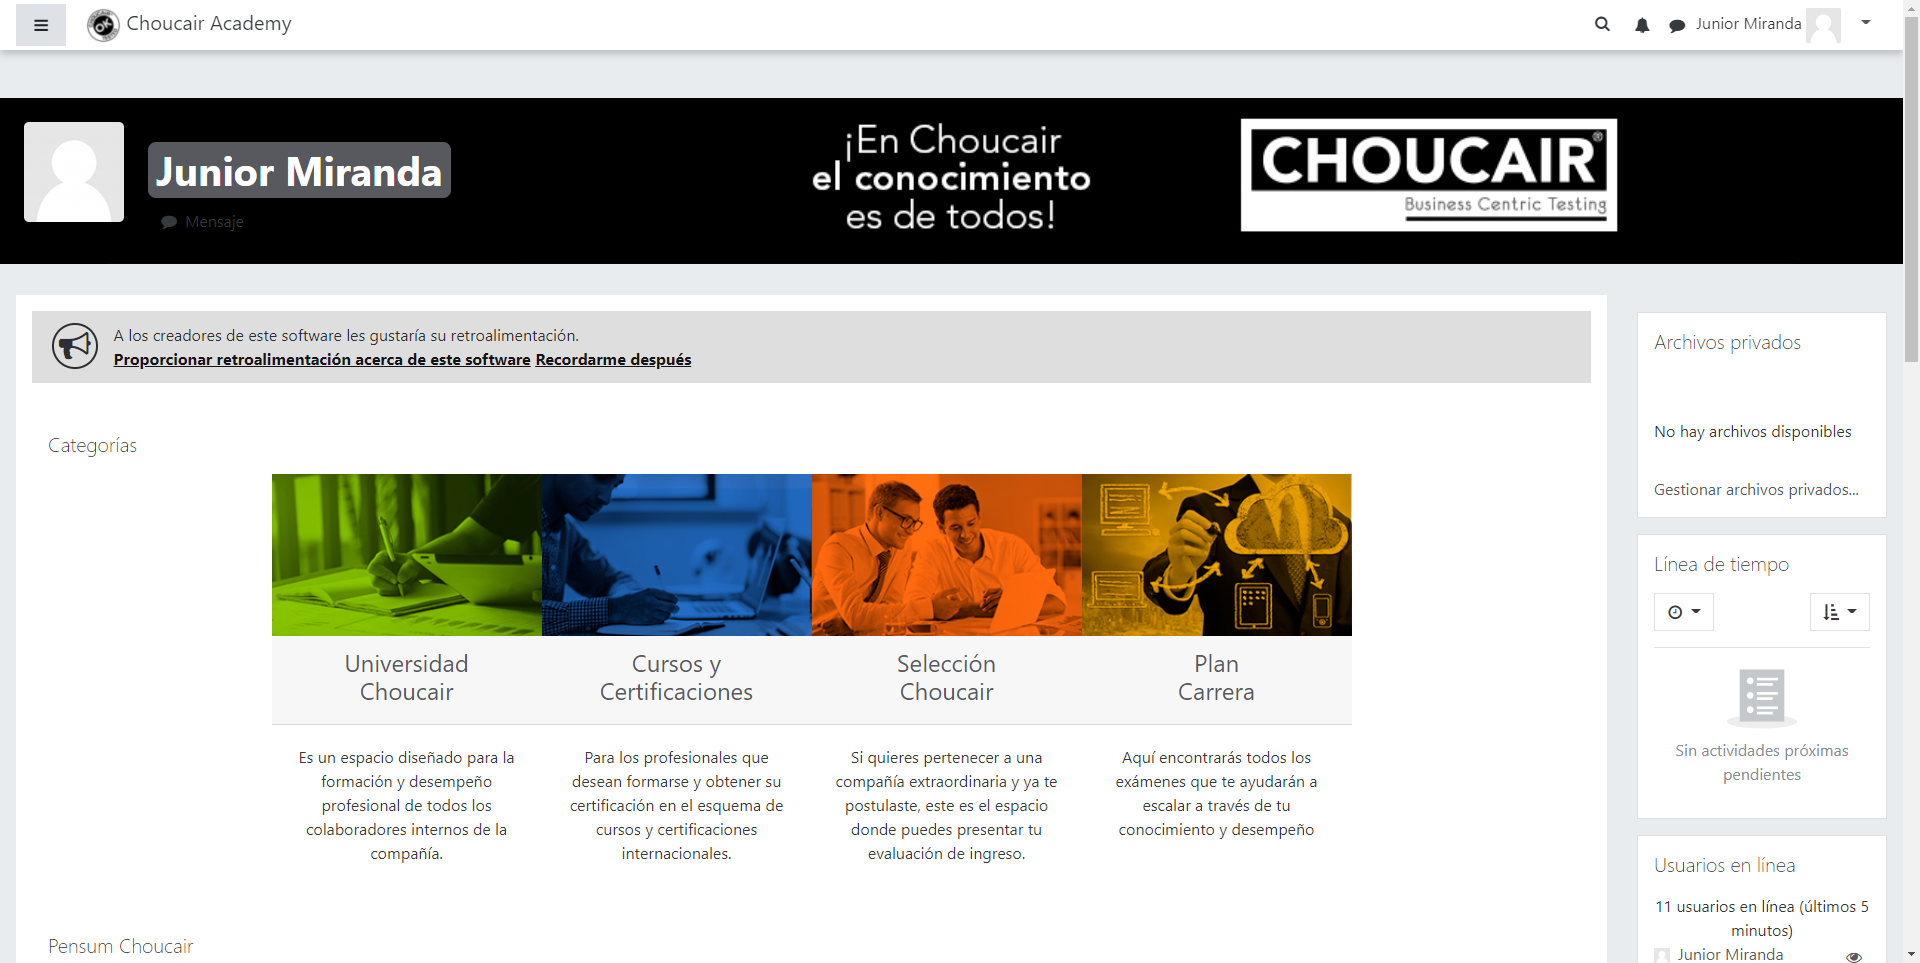 Choucair Academy
Junior Miranda
Junior Miranda
Mensaje
¡En Choucair
el conocimiento
es de todos!
CHOUCAIR®
Business Centric Testing
A los creadores de este software les gustaría su retroalimentación.
Proporcionar retroalimentación acerca de este software Recordarme después
Categorías
Universidad
Choucair
Es un espacio diseñado para la
formación y desempeño
profesional de todos los
colaboradores internos de la
compañía.
Cursos y
Certificaciones
Para los profesionales que
desean formarse y obtener su
certificación en el esquema de
cursos y certificaciones
internacionales.
Selección
Choucair
Si quieres pertenecer a una
compañía extraordinaria y ya te
postulaste, este es el espacio
donde puedes presentar tu
evaluación de ingreso.
Plan
Carrera
Aquí encontrarás todos los
exámenes que te ayudarán a
escalar a través de tu
conocimiento y desempeño
Pensum Choucair
Archivos privados
No hay archivos disponibles
Gestionar archivos privados...
Línea de tiempo
Sin actividades próximas
pendientes
Usuarios en línea
11 usuarios en línea (últimos 5
minutos)
Junior Miranda